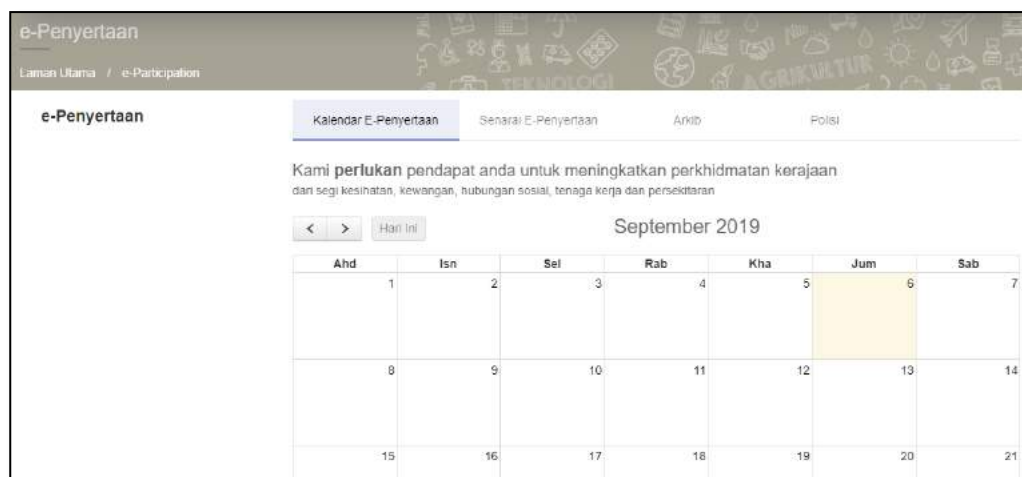 e-Penyertaan
Laman Utama / e-Participation
TEKNOLOGI
AGRIKULTUR
e-Penyertaan
Kalendar E-Penyertaan Senarai E-Penyertaan Arkib Polisi
Kami perlukan pendapat anda untuk meningkatkan perkhidmatan kerajaan
dari segi kesihatan, kewangan, hubungan sosial, tenaga kerja dan persekitaran
< > Hari Ini September 2019
Ahd Isn Sel Rab Kha Jum Sab
1 2 3 4 5 6 7
8 9 10 11 12 13 14
15 16 17 18 19 20 21